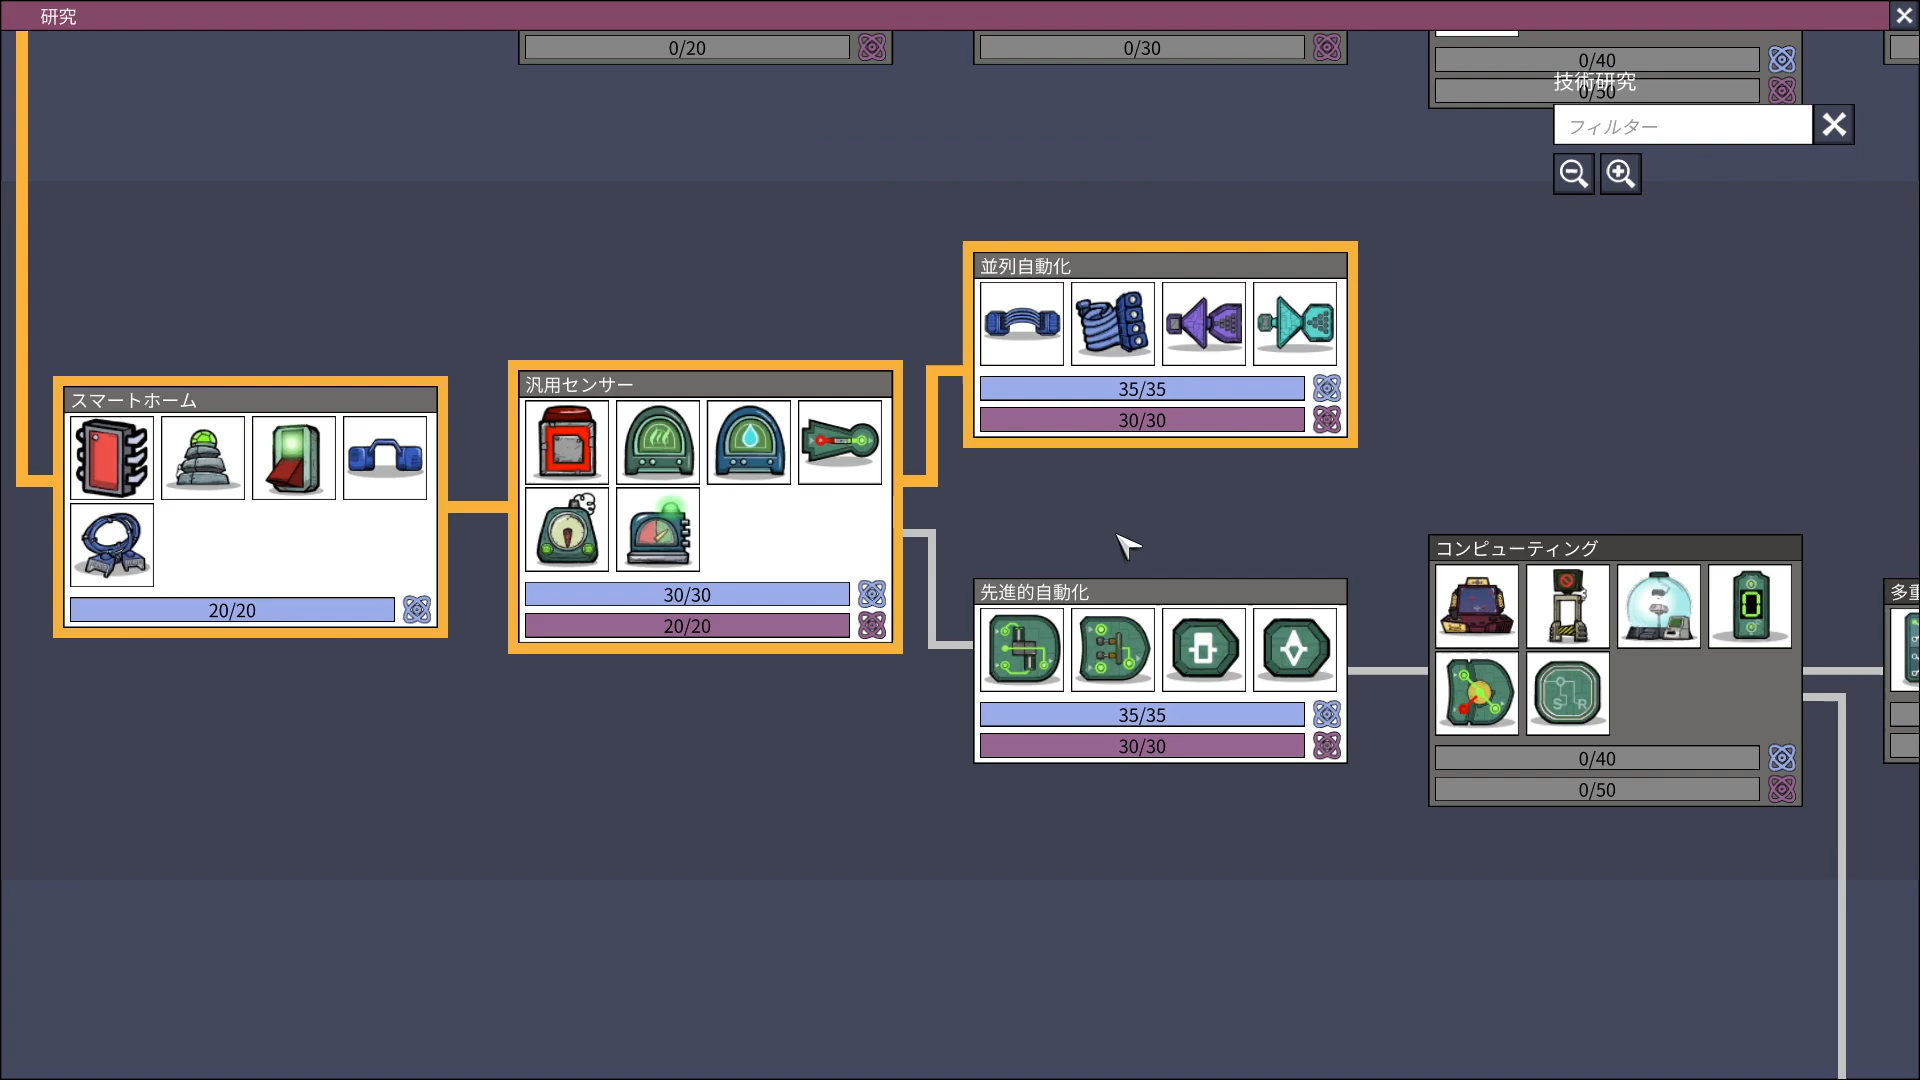 研究
0/20
0/30
0/40
0/50
技術研究
フィルター
並列自動化
35/35
30/30
スマートホーム
20/20
汎用センサー
30/30
20/20
先進的自動化
35/35
30/30
コンピューティング
0
S R
0/40
0/50
多重